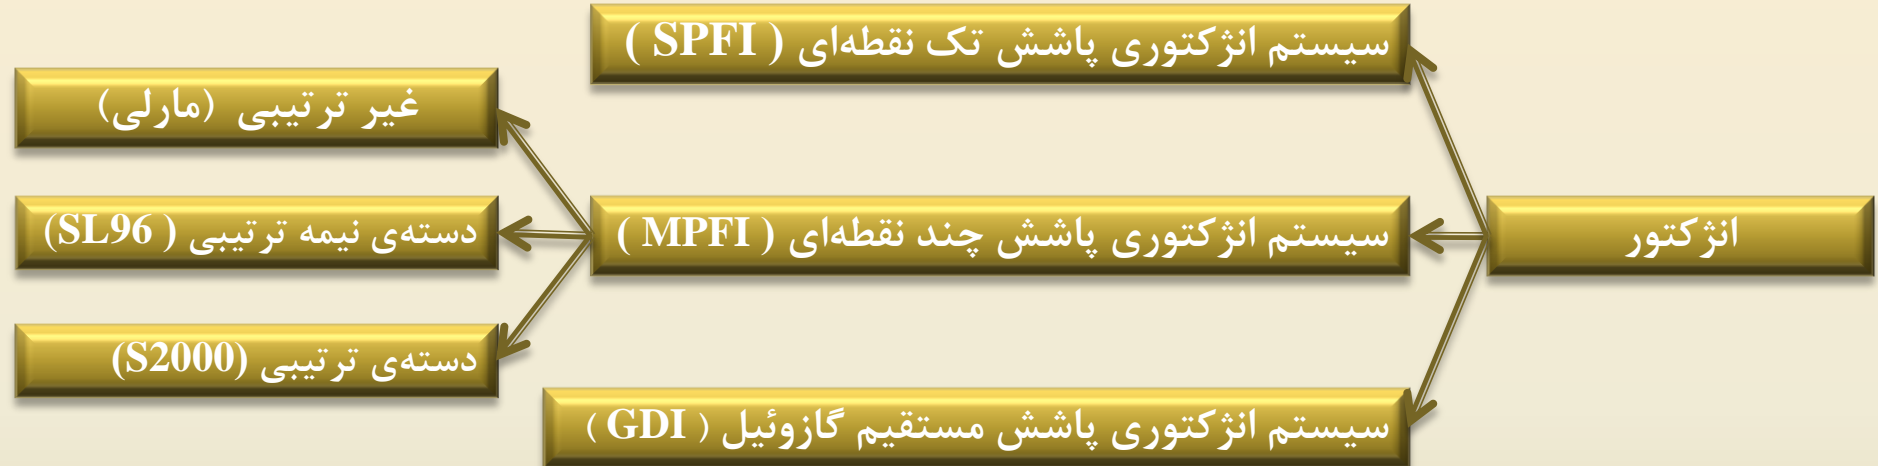 انژکتور
سیستم انژکتوری پاشش تک نقطه‌ای ( SPFI )
سیستم انژکتوری پاشش چند نقطه‌ای ( MPFI )
سیستم انژکتوری پاشش مستقیم گازوئیل ( GDI )
غیر ترتیبی (مارلی)
دسته‌ی نیمه ترتیبی ( SL96)
دسته‌ی ترتیبی (S2000)